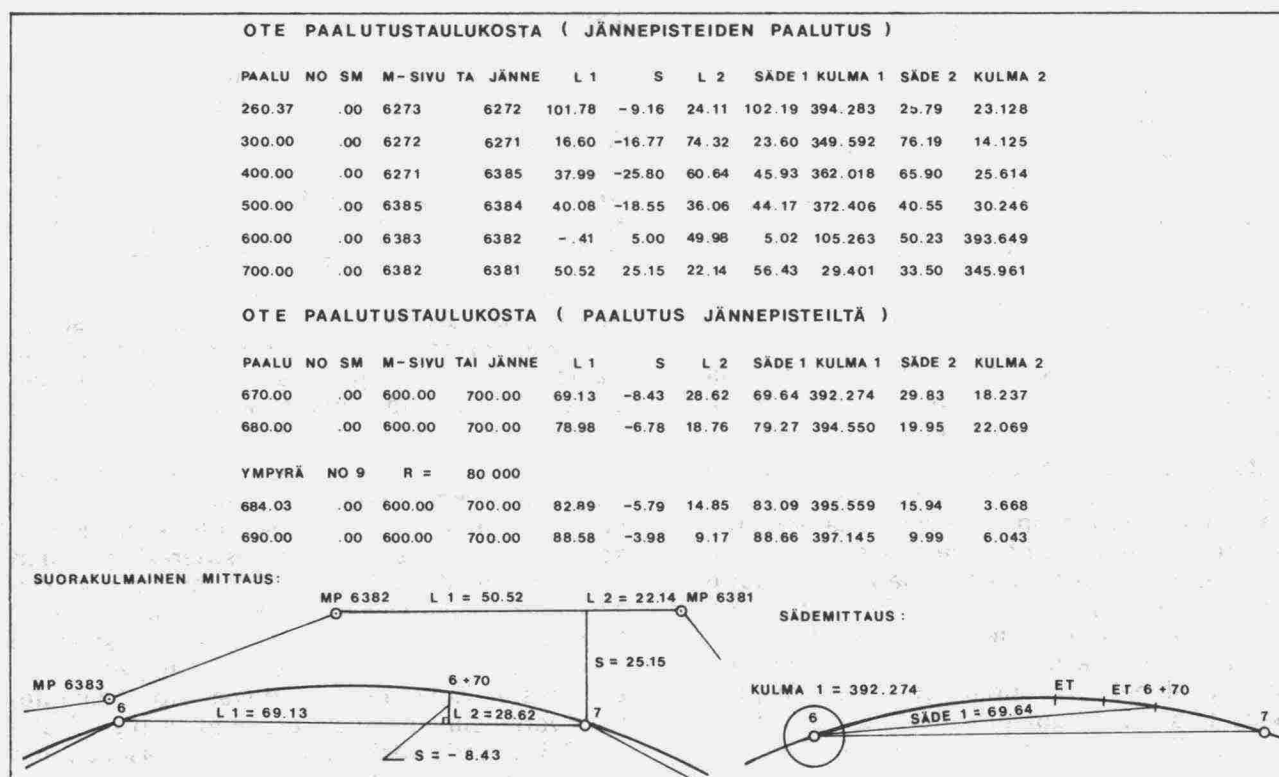 OTE PAALUTUSTAULUKOSTA ( JÄNNEPISTEIDEN PAALUTUS )
PAALU NO SM M-SIVU TA JÄNNE L 1 S L 2 SÄDE 1 KULMA 1 SÄDE 2 KULMA 2
260.37 .00 6273 6272 101.78 -9.16 24.11 102.19 394.283 25.79 23.128
300.00 .00 6272 6271 16.60 -16.77 74.32 23.60 349.592 76.19 14.125
400.00 .00 6271 6385 37.99 -25.80 60.64 45.93 362.018 65.90 25.614
500.00 .00 6385 6384 40.08 -18.55 36.06 44.17 372.406 40.55 30.246
600.00 .00 6383 6382 -.41 5.00 49.98 5.02 105.263 50.23 393.649
700.00 .00 6382 6381 50.52 25.15 22.14 56.43 29.401 33.50 345.961
OTE PAALUTUSTAULUKOSTA ( PAALUTUS JÄNNEPISTEILTÄ )
PAALU NO SM M-SIVU TAI JÄNNE L 1 S L 2 SÄDE 1 KULMA 1 SÄDE 2 KULMA 2
670.00 .00 600.00 700.00 69.13 -8.43 28.62 69.64 392.274 29.83 18.237
680.00 .00 600.00 700.00 78.98 -6.78 18.76 79.27 394.550 19.95 22.069
YMPYRÄ NO 9 R = 80 000
684.03 .00 600.00 700.00 82.89 -5.79 14.85 83.09 395.559 15.94 3.668
690.00 .00 600.00 700.00 88.58 -3.98 9.17 88.66 397.145 9.99 6.043
SUORAKULMAINEN MITTAUS:
MP 6382 L 1 = 50.52 L 2 = 22.14 MP 6381
S = 25.15
MP 6383
6
6+70
7
L 1 = 69.13 L 2 = 28.62
S = - 8.43
SÄDEMITTAUS :
KULMA 1 = 392.274
ET
ET 6+70
6
SÄDE 1 = 69.64
7